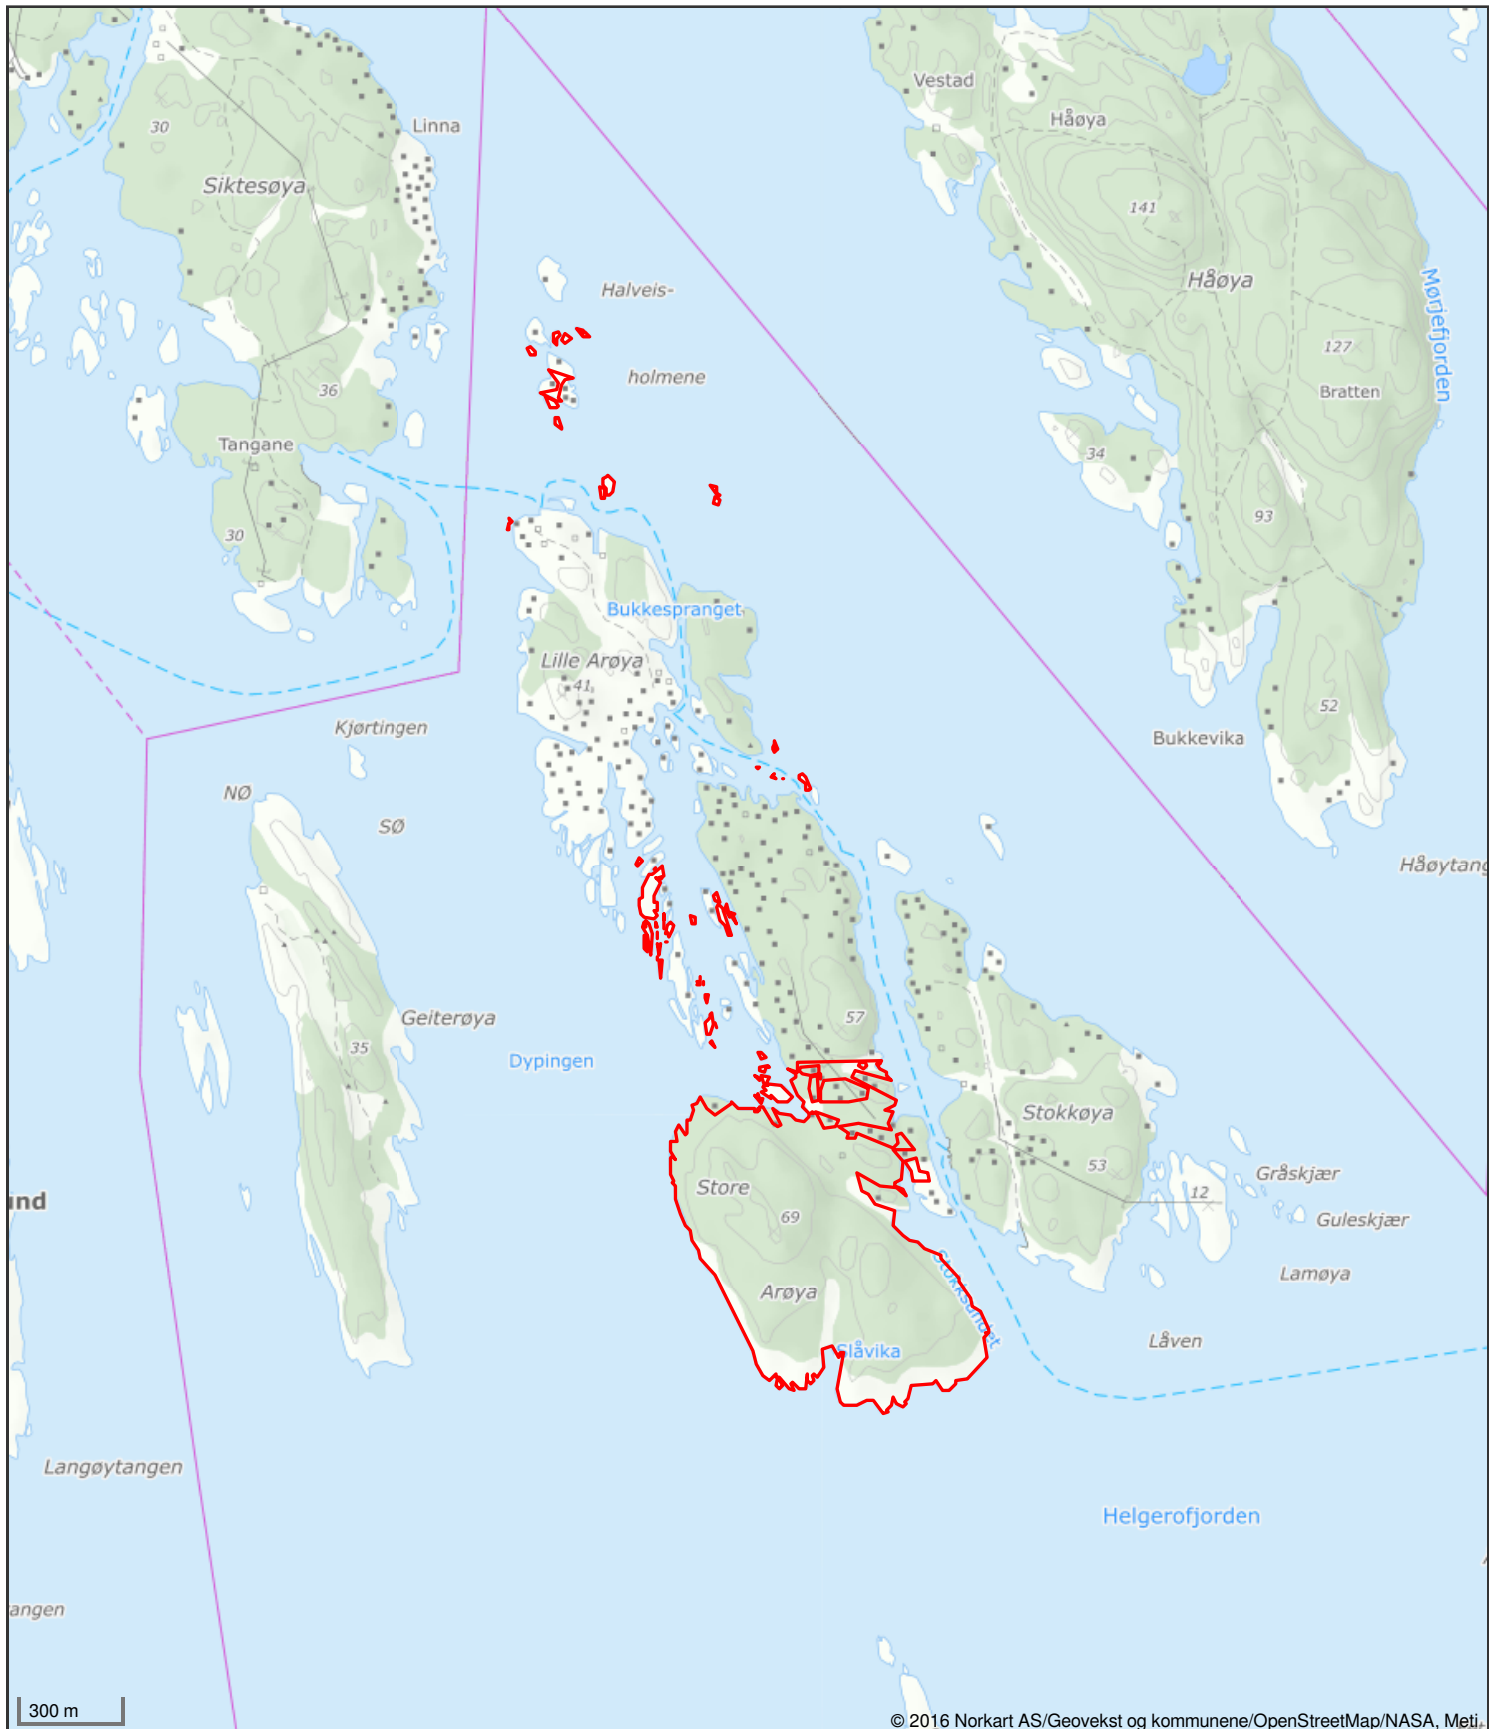 Vestad
Håøya
Linna
30
Siktesøya
141
Håøya
Mørjefjorden
Halveis-
127
holmene
36
Bratten
Tangane
34
93
30
Bukkespranget
Lille Arøya
41
52
Kjørtingen
Bukkevika
NØ
SØ
Håøytang
57
Geiterøya
35
Dypingen
Stokkøya
53
Gråskjær
Store
12
und
69
Guleskjær
Stokksundet
Lamøya
Arøya
Låven
Slåvika
Langøytangen
Helgerofjorden
angen
300 m
© 2016 Norkart AS/Geovekst og kommunene/OpenStreetMap/NASA, Meti